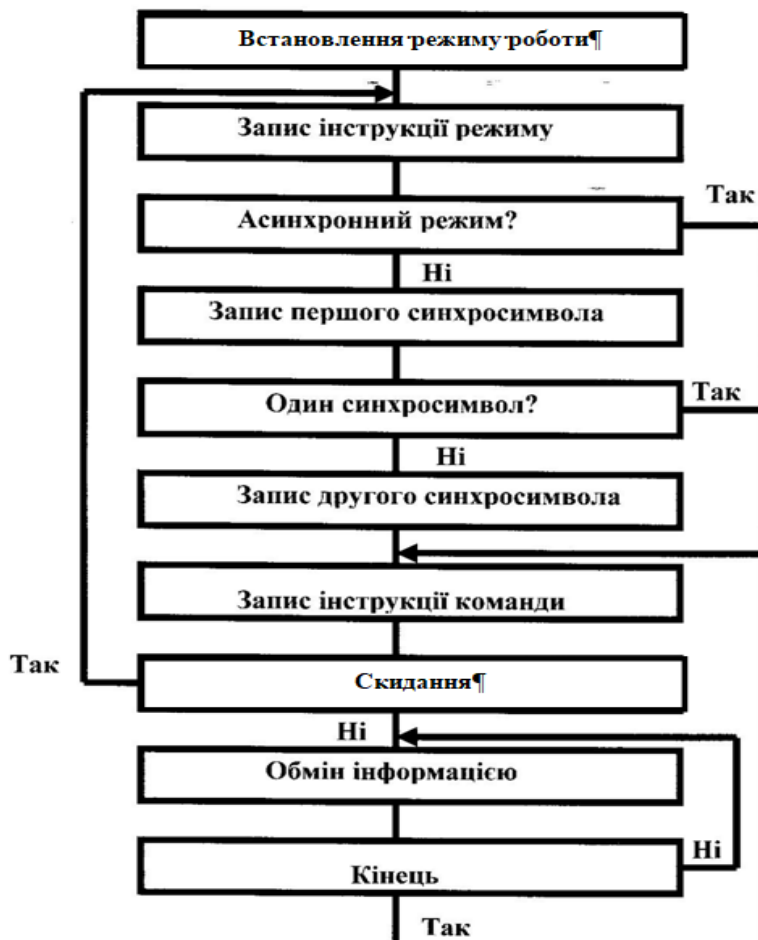 Встановлення·режиму·роботи¶
Запис інструкції режиму
Так
Асинхронний режим?
Ні
Запис першого синхросимвола
Так
Один синхросимвол?
Ні
Запис другого синхросимвола
Запис інструкції команди
Так
Скидання¶
Ні
Обмін інформацією
Ні
Кінець
Так